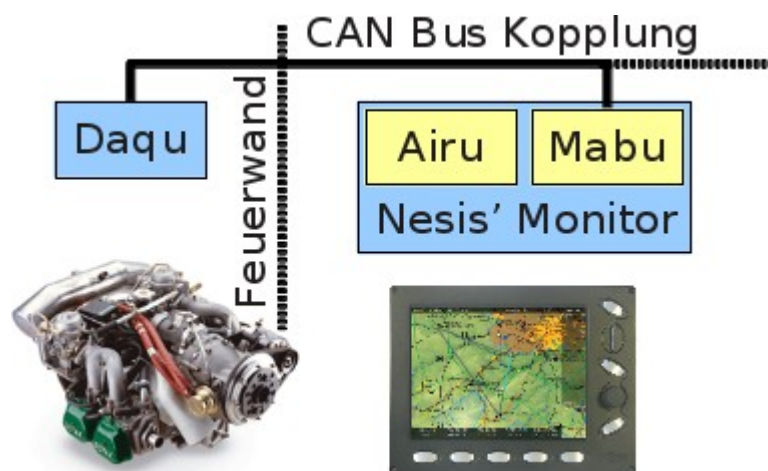 CAN Bus Kopplung
Feuerwand
Daqu
Airu
Mabu
Nesis’ Monitor